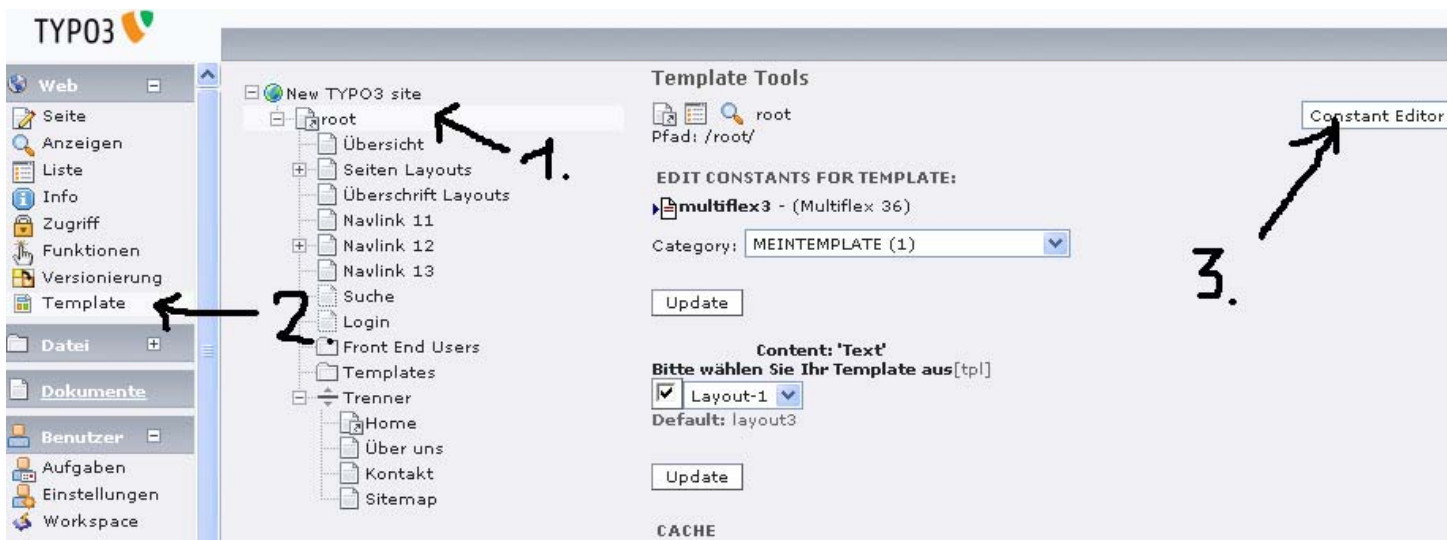 TYPO3
Web
Seite
Anzeigen
Liste
Info
Zugriff
Funktionen
Versionierung
Template
Datei
Dokumente
Benutzer
Aufgaben
Einstellungen
Workspace
New TYPO3 site
root
Übersicht
Seiten Layouts
Überschrift Layouts
Navlink 11
Navlink 12
Navlink 13
Suche
Login
Front End Users
Templates
Trenner
Home
Über uns
Kontakt
Sitemap
1.
2.
Template Tools
root
Pfad: /root/
EDIT CONSTANTS FOR TEMPLATE:
multiflex3 - (Multiflex 36)
Category: MEINTEMPLATE (1)
Update
Content: 'Text'
Bitte wählen Sie Ihr Template aus[tpl]
Layout-1
Default: layout3
Update
CACHE
Constant Editor
3.